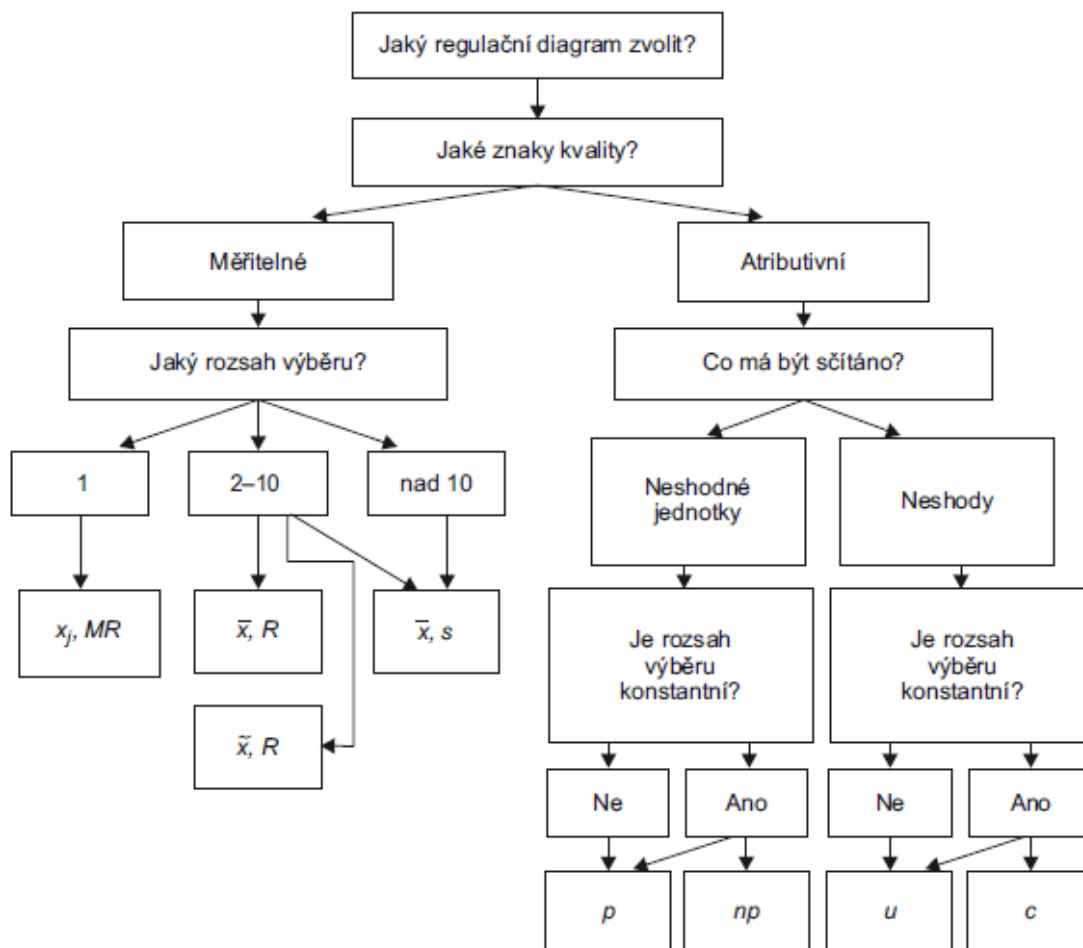 Jaký regulační diagram zvolit?
Jaké znaky kvality?
Měřitelné
Atributivní
Jaký rozsah výběru?
Co má být sčítáno?
1
2–10
nad 10
Neshodné
jednotky
Neshody
x̄, R
x̄, s
xⱼ, MR
x̃, R
Je rozsah
výběru
konstantní?
Je rozsah
výběru
konstantní?
Ne
Ano
Ne
Ano
p
np
u
c